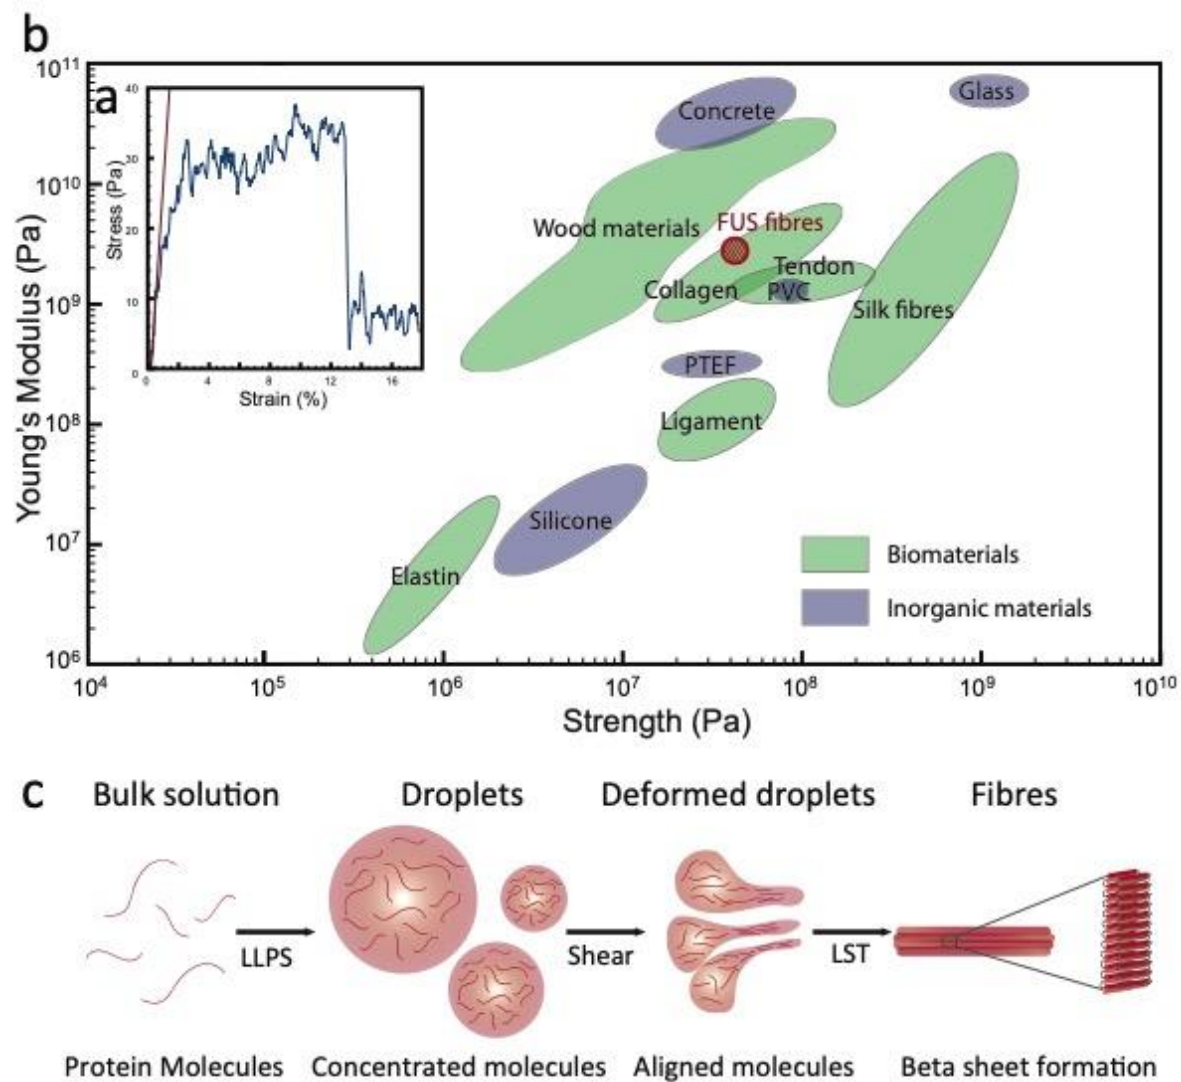 b
10¹¹
10¹⁰
10⁹
10⁸
10⁷
10⁶
Young's Modulus (Pa)
a
40
30
20
10
0
Stress (Pa)
0 4 8 12 16
Strain (%)
Concrete
Glass
Wood materials
FUS fibres
Tendon
Collagen
PVC
Silk fibres
PTEF
Ligament
Silicone
Elastin
Biomaterials
Inorganic materials
10⁴ 10⁵ 10⁶ 10⁷ 10⁸ 10⁹ 10¹⁰
Strength (Pa)
c
Bulk solution Droplets Deformed droplets Fibres
LLPS Shear LST
Protein Molecules Concentrated molecules Aligned molecules Beta sheet formation